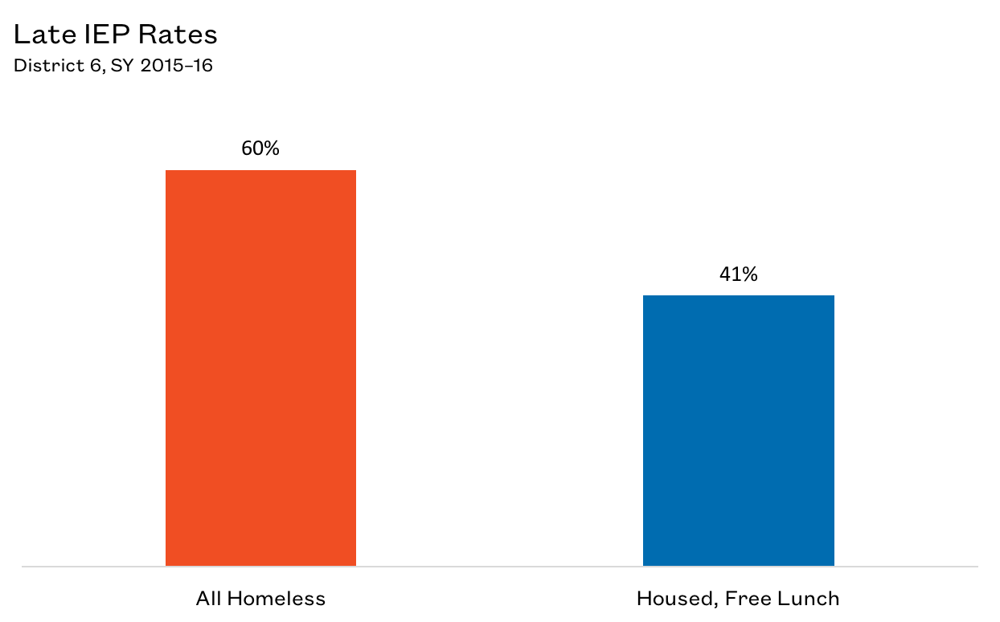 Late IEP Rates
District 6, SY 2015–16
60%
41%
All Homeless
Housed, Free Lunch